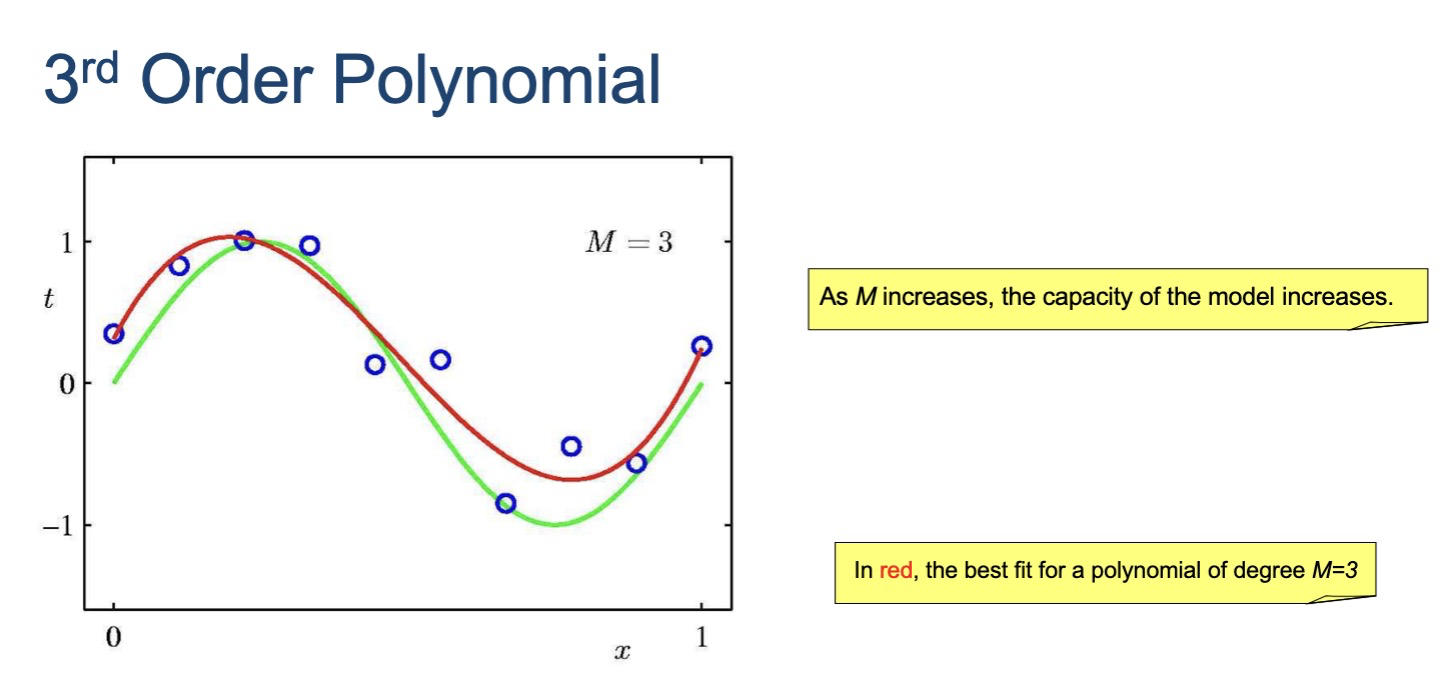 3rd Order Polynomial
M = 3
1
t
0
−1
0
x
1
As M increases, the capacity of the model increases.
In red, the best fit for a polynomial of degree M=3